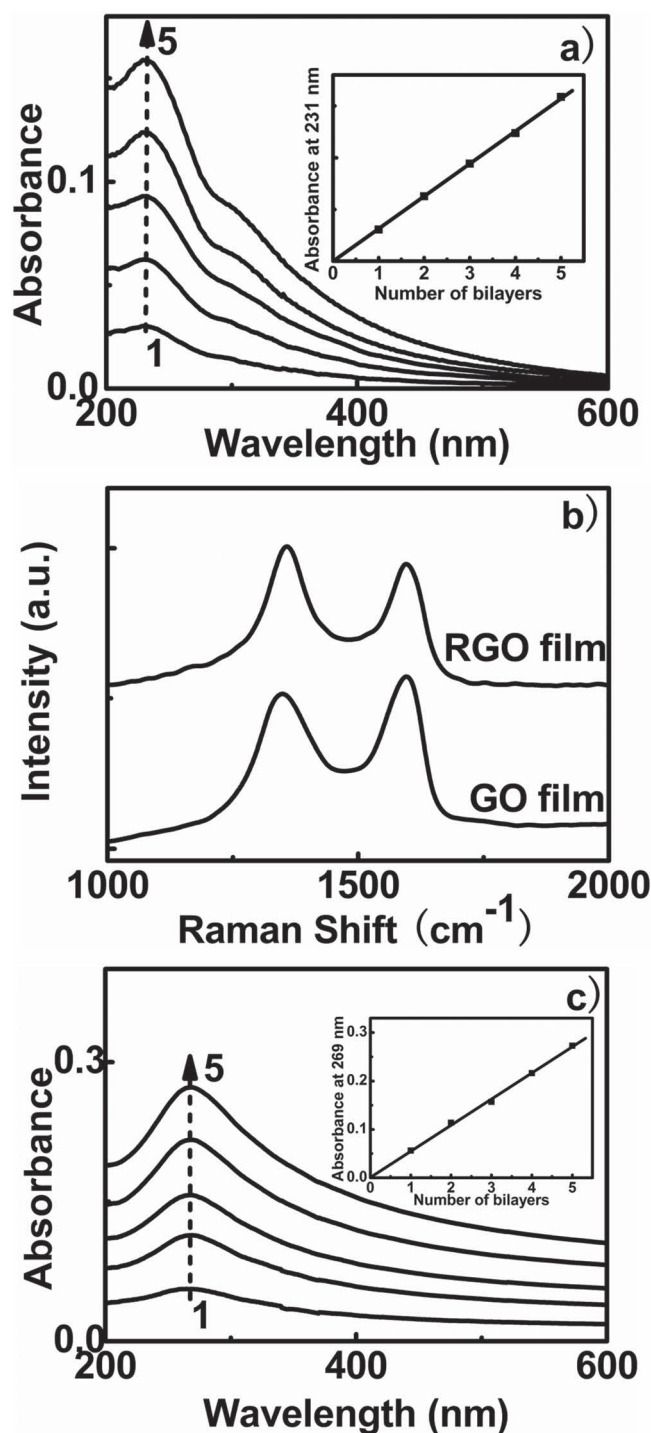 a)
5
1
Absorbance
0.1
0.0
200
400
600
Wavelength (nm)
Absorbance at 231 nm
0
1
2
3
4
5
Number of bilayers
b)
Intensity (a.u.)
RGO film
GO film
1000
1500
2000
Raman Shift (cm-1)
c)
5
1
Absorbance
0.3
0.0
200
400
600
Wavelength (nm)
Absorbance at 269 nm
0.3
0.2
0.1
0.0
0
1
2
3
4
5
Number of bilayers